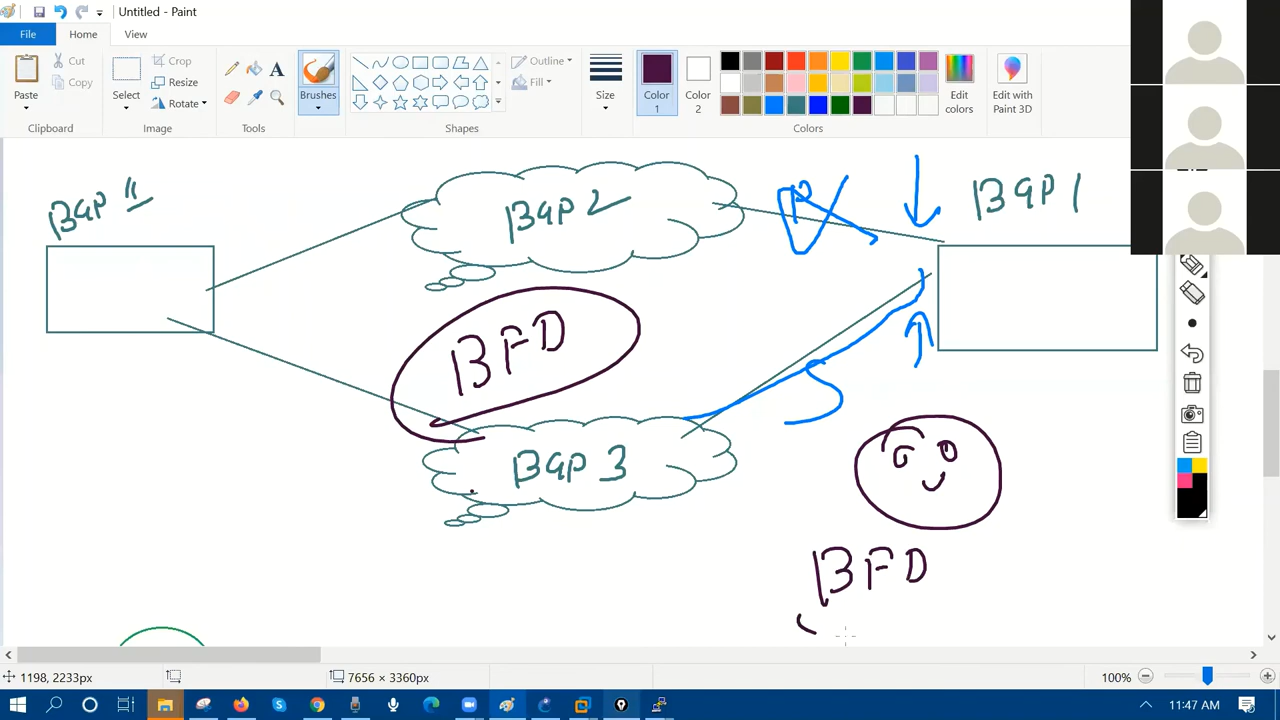 Untitled - Paint
File
Home
View
Paste
Cut
Copy
Clipboard
Select
Crop
Resize
Rotate
Image
Tools
Brushes
Shapes
Outline
Fill
Size
Color 1
Color 2
Colors
Edit colors
Edit with Paint 3D
BGP 11
BGP 2
BGP 1
BFD
BGP 3
BFD
1198, 2233px
7656 × 3360px
100%
11:47 AM